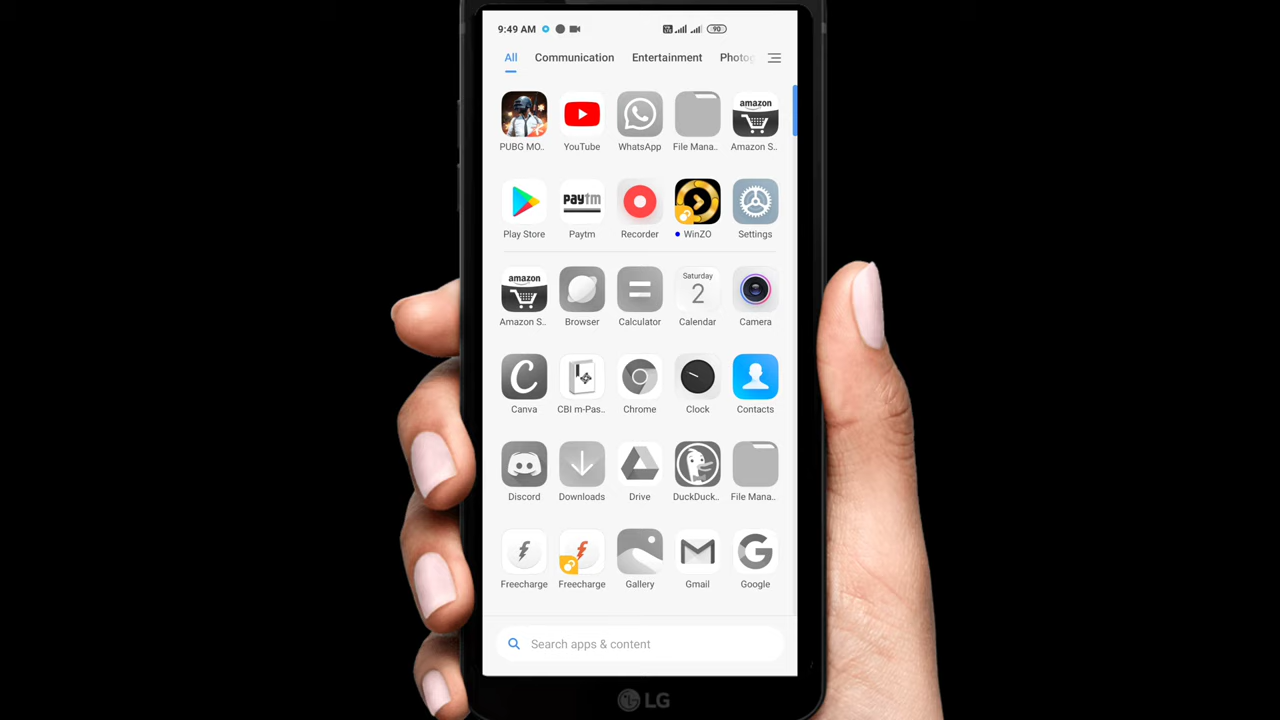 9:49 AM 90
All Communication Entertainment Photog
amazon
PUBG MO.. YouTube WhatsApp File Mana.. Amazon S..
paytm
Play Store Paytm Recorder WinZO Settings
amazon Saturday
2
Amazon S.. Browser Calculator Calendar Camera
C
Canva CBI m-Pas.. Chrome Clock Contacts
Discord Downloads Drive DuckDuck.. File Mana..
G
Freecharge Freecharge Gallery Gmail Google
Search apps & content
LG